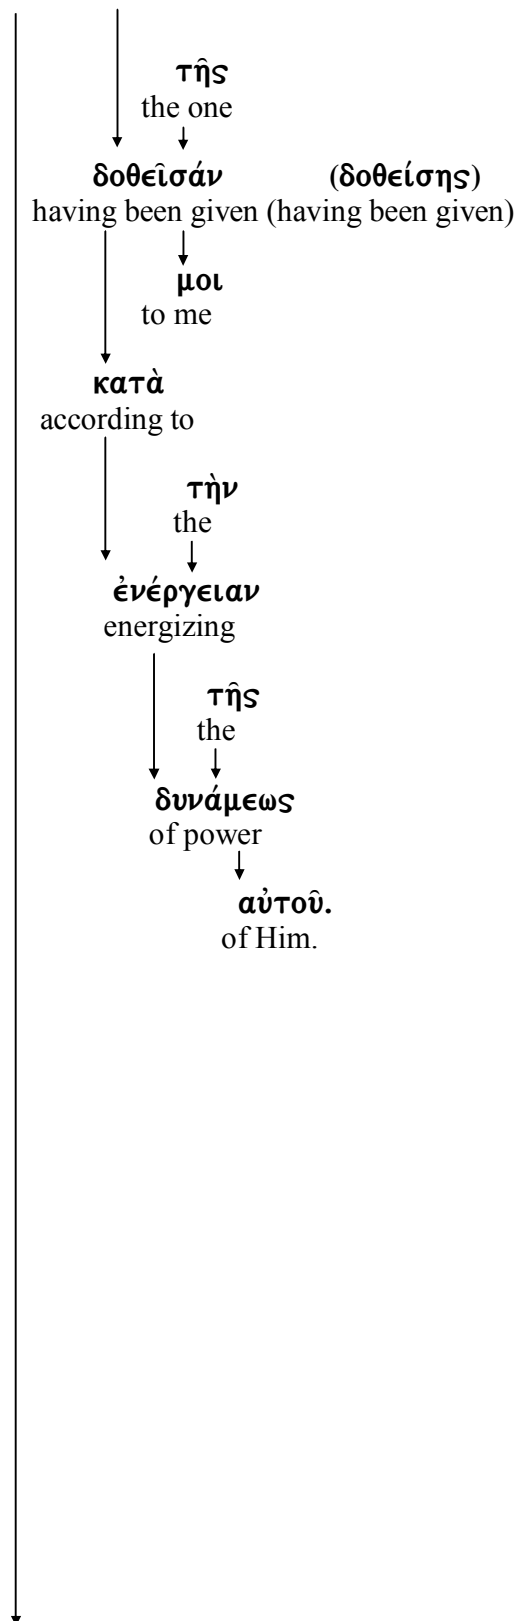 τῆς
the one
δοθεῖσάν (δοθείσης)
having been given (having been given)
μοι
to me
κατὰ
according to
τὴν
the
ἐνέργειαν
energizing
τῆς
the
δυνάμεως
of power
αὐτοῦ.
of Him.